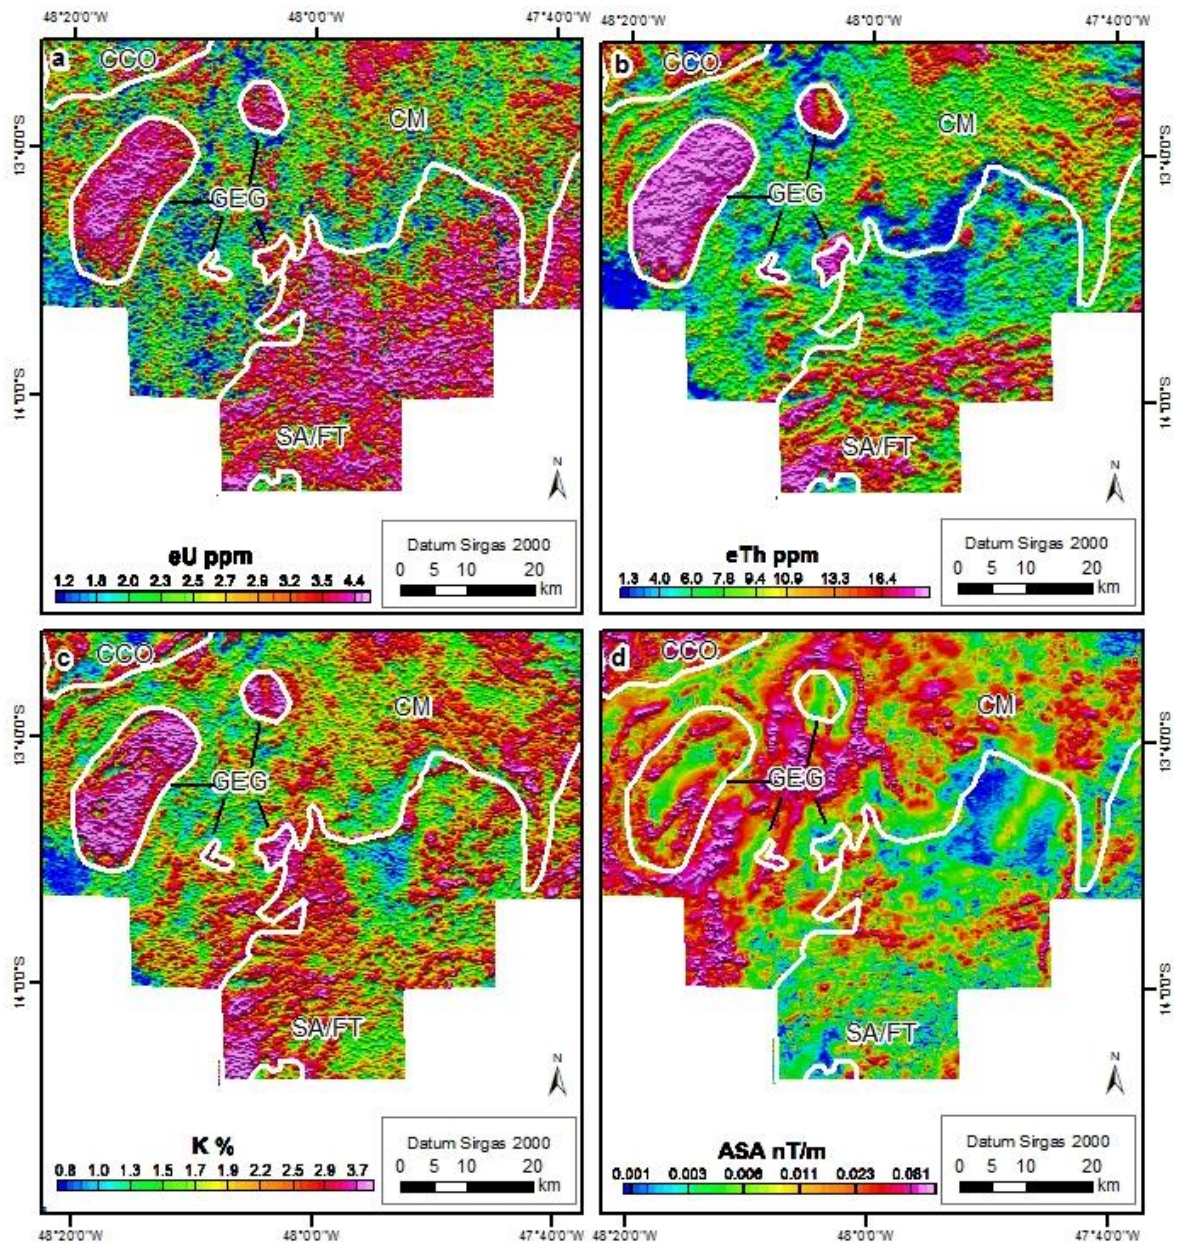 48°20'0"W 48°0'0"W 47°40'0"W 48°20'0"W 48°0'0"W 47°40'0"W
a CCO CM b CCO CM
13°40'0"S 13°40'0"S
GEG GEG
14°0'0"S 14°0'0"S
SA/FT SA/FT
N N
eU ppm Datum Sirgas 2000 eTh ppm Datum Sirgas 2000
1.2 1.8 2.0 2.3 2.5 2.7 2.9 3.2 3.5 4.4 0 5 10 20 km 1.3 4.0 6.0 7.8 9.4 10.9 13.3 16.4 0 5 10 20 km
c CCO CM d CCO CM
13°40'0"S 13°40'0"S
GEG GEG
14°0'0"S 14°0'0"S
SA/FT SA/FT
N N
K % Datum Sirgas 2000 ASA nT/m Datum Sirgas 2000
0.8 1.0 1.3 1.5 1.7 1.9 2.2 2.5 2.9 3.7 0 5 10 20 km 0.001 0.003 0.006 0.011 0.023 0.081 0 5 10 20 km
48°20'0"W 48°0'0"W 47°40'0"W 48°20'0"W 48°0'0"W 47°40'0"W